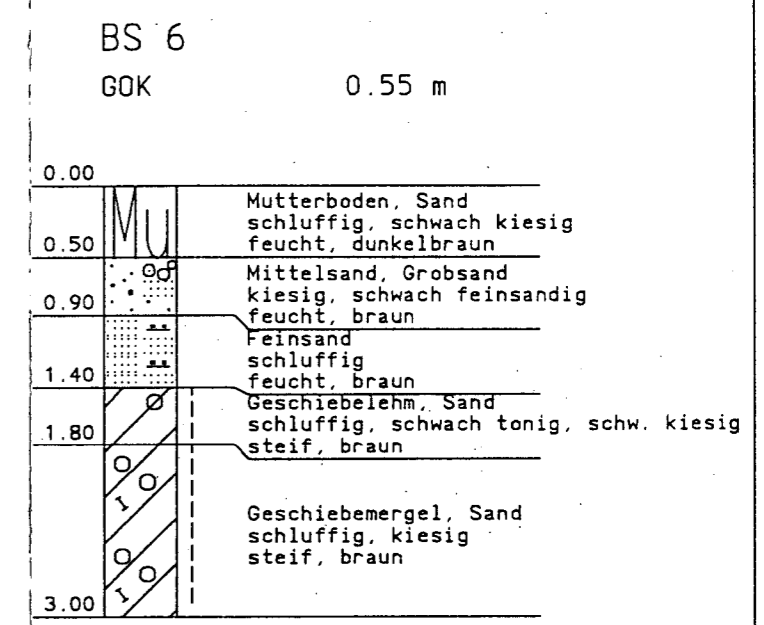 BS 6
GOK 0.55 m
0.00
Mutterboden, Sand
schluffig, schwach kiesig
0.50 feucht, dunkelbraun
Mu
Mittelsand, Grobsand
kiesig, schwach feinsandig
0.90 feucht, braun
Feinsand
schluffig
1.40 feucht, braun
Geschiebelehm, Sand
schluffig, schwach tonig, schw. kiesig
1.80 steif, braun
Geschiebemergel, Sand
schluffig, kiesig
steif, braun
3.00